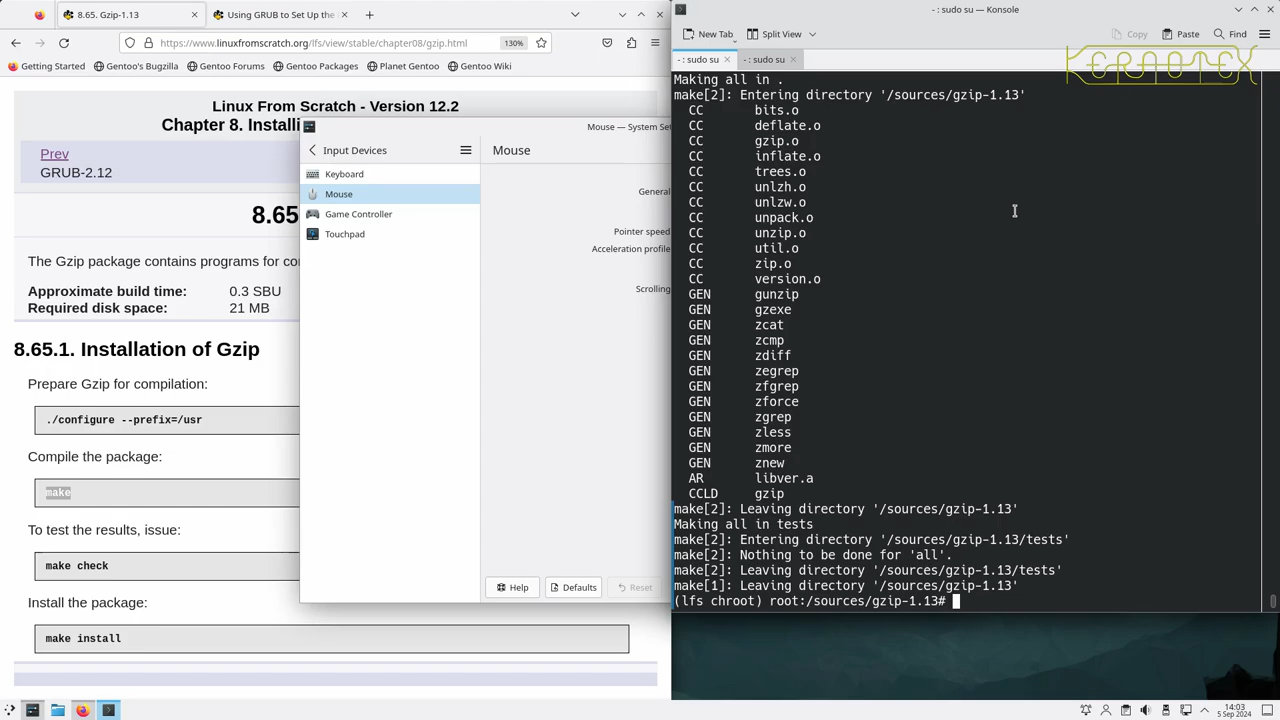 8.65. Gzip-1.13
Using GRUB to Set Up the
https://www.linuxfromscratch.org/lfs/view/stable/chapter08/gzip.html
130%
Getting Started
Gentoo's Bugzilla
Gentoo Forums
Gentoo Packages
Planet Gentoo
Gentoo Wiki
Linux From Scratch - Version 12.2
Chapter 8. Installi
Prev
GRUB-2.12
8.65
The Gzip package contains programs for co
Approximate build time: 0.3 SBU
Required disk space: 21 MB
8.65.1. Installation of Gzip
Prepare Gzip for compilation:
./configure --prefix=/usr
Compile the package:
make
To test the results, issue:
make check
Install the package:
make install
Mouse — System Set
Input Devices
Mouse
Keyboard
Mouse
Game Controller
Touchpad
General
Pointer speed
Acceleration profile
Scrolling
Help
Defaults
Reset
- : sudo su — Konsole
New Tab
Split View
Copy
Paste
Find
- : sudo su
- : sudo su
KERNOTEX
Making all in .
make[2]: Entering directory '/sources/gzip-1.13'
CC bits.o
CC deflate.o
CC gzip.o
CC inflate.o
CC trees.o
CC unlzh.o
CC unlzw.o
CC unpack.o
CC unzip.o
CC util.o
CC zip.o
CC version.o
GEN gunzip
GEN gzexe
GEN zcat
GEN zcmp
GEN zdiff
GEN zegrep
GEN zfgrep
GEN zforce
GEN zgrep
GEN zless
GEN zmore
GEN znew
AR libver.a
CCLD gzip
make[2]: Leaving directory '/sources/gzip-1.13'
Making all in tests
make[2]: Entering directory '/sources/gzip-1.13/tests'
make[2]: Nothing to be done for 'all'.
make[2]: Leaving directory '/sources/gzip-1.13/tests'
make[1]: Leaving directory '/sources/gzip-1.13'
(lfs chroot) root:/sources/gzip-1.13#
14:03
5 Sep 2024